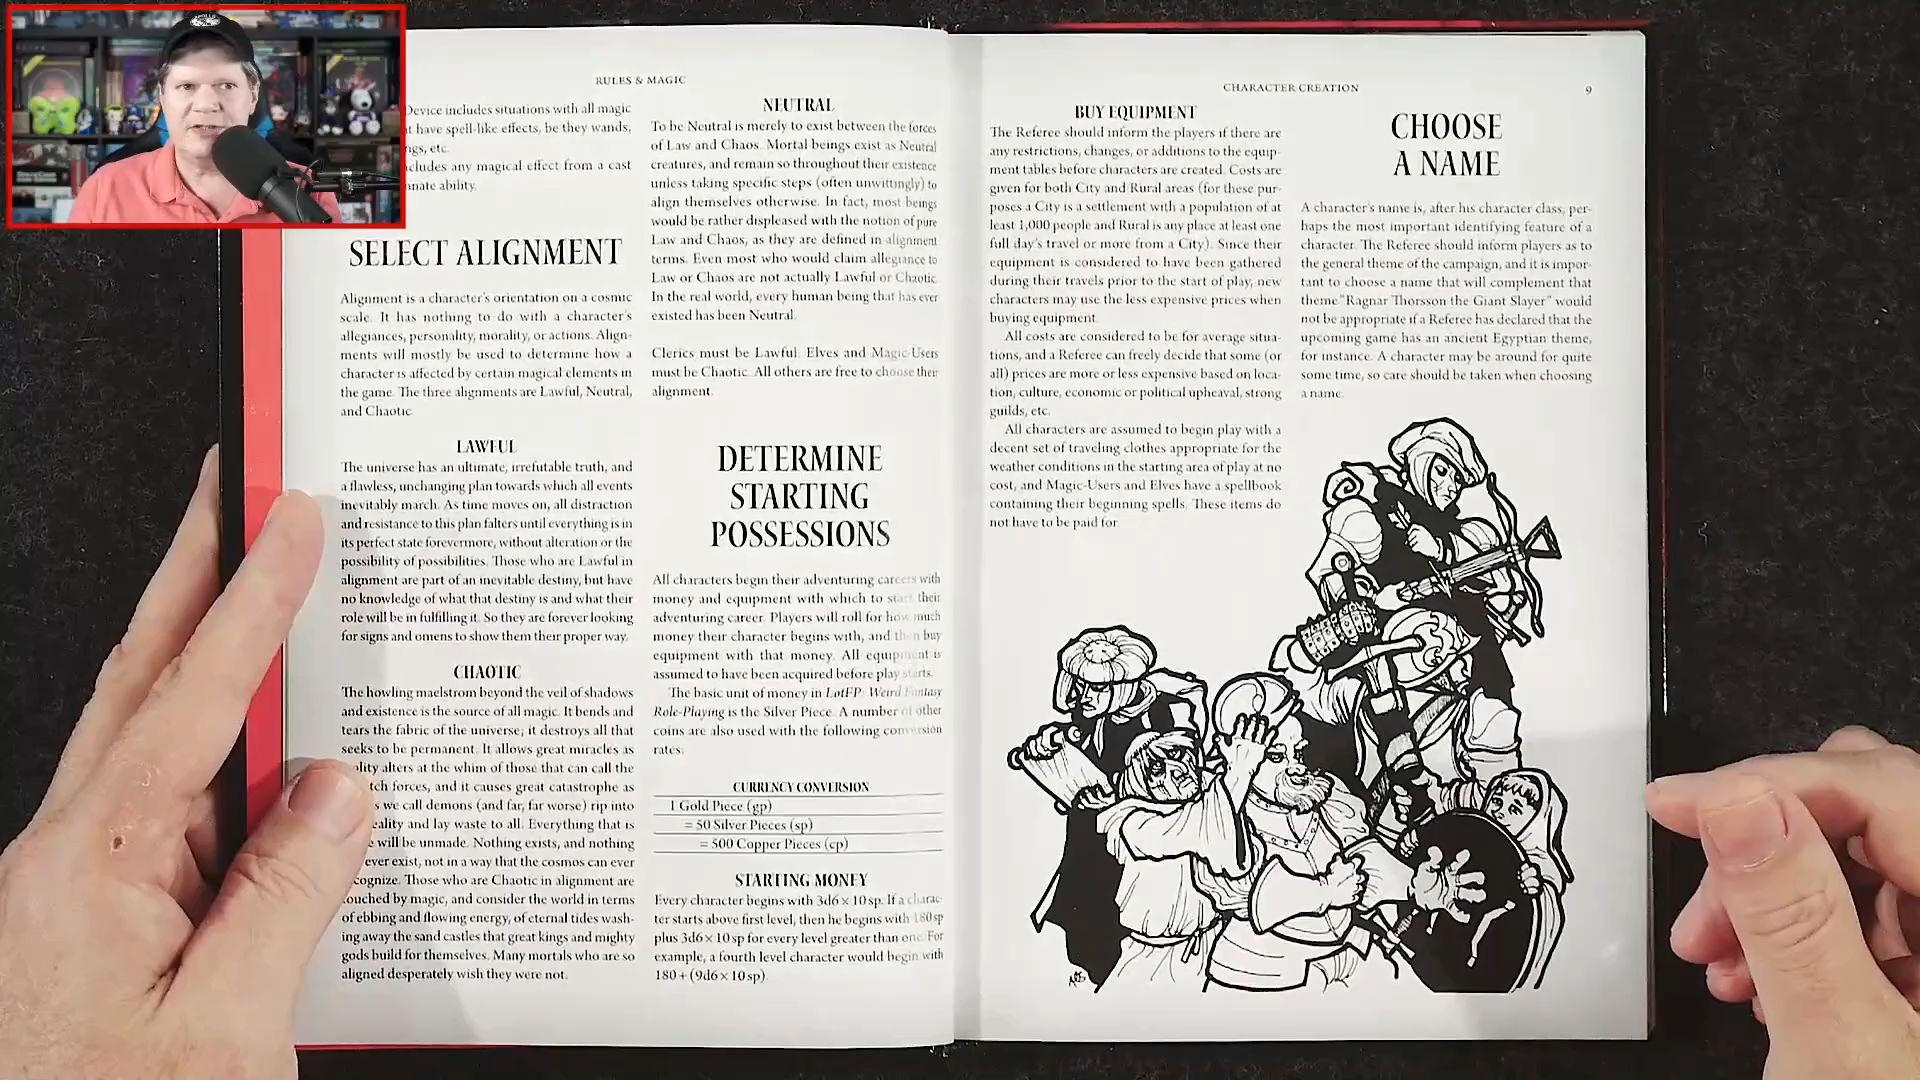 RULES & MAGIC
Device includes situations with all magic
t have spell-like effects, be they wands,
ngs, etc.
cludes any magical effect from a cast
nnate ability.
SELECT ALIGNMENT
Alignment is a character's orientation on a cosmic
scale. It has nothing to do with a character's
allegiances, personality, morality, or actions. Align-
ments will mostly be used to determine how a
character is affected by certain magical elements in
the game. The three alignments are Lawful, Neutral,
and Chaotic.
LAWFUL
The universe has an ultimate, irrefutable truth, and
a flawless, unchanging plan towards which all events
inevitably march. As time moves on, all distraction
and resistance to this plan falters until everything is in
its perfect state forevermore, without alteration or the
possibility of possibilities. Those who are Lawful in
alignment are part of an inevitable destiny, but have
no knowledge of what that destiny is and what their
role will be in fulfilling it. So they are forever looking
for signs and omens to show them their proper way.
CHAOTIC
The howling maelstrom beyond the veil of shadows
and existence is the source of all magic. It bends and
tears the fabric of the universe; it destroys all that
seeks to be permanent. It allows great miracles as
ality alters at the whim of those that can call the
tch forces, and it causes great catastrophe as
s we call demons (and far, far worse) rip into
eality and lay waste to all. Everything that is
e will be unmade. Nothing exists, and nothing
ever exist, not in a way that the cosmos can ever
cognize. Those who are Chaotic in alignment are
touched by magic, and consider the world in terms
of ebbing and flowing energy, of eternal tides wash-
ing away the sand castles that great kings and mighty
gods build for themselves. Many mortals who are so
aligned desperately wish they were not.
NEUTRAL
To be Neutral is merely to exist between the forces
of Law and Chaos. Mortal beings exist as Neutral
creatures, and remain so throughout their existence
unless taking specific steps (often unwittingly) to
align themselves otherwise. In fact, most beings
would be rather displeased with the notion of pure
Law and Chaos, as they are defined in alignment
terms. Even most who would claim allegiance to
Law or Chaos are not actually Lawful or Chaotic.
In the real world, every human being that has ever
existed has been Neutral.
Clerics must be Lawful. Elves and Magic-Users
must be Chaotic. All others are free to choose their
alignment.
DETERMINE
STARTING
POSSESSIONS
All characters begin their adventuring careers with
money and equipment with which to start their
adventuring career. Players will roll for how much
money their character begins with, and then buy
equipment with that money. All equipment is
assumed to have been acquired before play starts.
The basic unit of money in LotFP: Weird Fantasy
Role-Playing is the Silver Piece. A number of other
coins are also used with the following conversion
rates:
CURRENCY CONVERSION
1 Gold Piece (gp)
= 50 Silver Pieces (sp)
= 500 Copper Pieces (cp)
STARTING MONEY
Every character begins with 3d6 × 10 sp. If a charac-
ter starts above first level, then he begins with 180 sp
plus 3d6 × 10 sp for every level greater than one. For
example, a fourth level character would begin with
180 + (9d6 × 10 sp).
CHARACTER CREATION 9
BUY EQUIPMENT
The Referee should inform the players if there are
any restrictions, changes, or additions to the equip-
ment tables before characters are created. Costs are
given for both City and Rural areas (for these pur-
poses a City is a settlement with a population of at
least 1,000 people and Rural is any place at least one
full day's travel or more from a City). Since their
equipment is considered to have been gathered
during their travels prior to the start of play, new
characters may use the less expensive prices when
buying equipment.
All costs are considered to be for average situa-
tions, and a Referee can freely decide that some (or
all) prices are more or less expensive based on loca-
tion, culture, economic or political upheaval, strong
guilds, etc.
All characters are assumed to begin play with a
decent set of traveling clothes appropriate for the
weather conditions in the starting area of play at no
cost, and Magic-Users and Elves have a spellbook
containing their beginning spells. These items do
not have to be paid for.
CHOOSE
A NAME
A character's name is, after his character class, per-
haps the most important identifying feature of a
character. The Referee should inform players as to
the general theme of the campaign, and it is impor-
tant to choose a name that will complement that
theme. "Ragnar Thorsson the Giant Slayer" would
not be appropriate if a Referee has declared that the
upcoming game has an ancient Egyptian theme,
for instance. A character may be around for quite
some time, so care should be taken when choosing
a name.